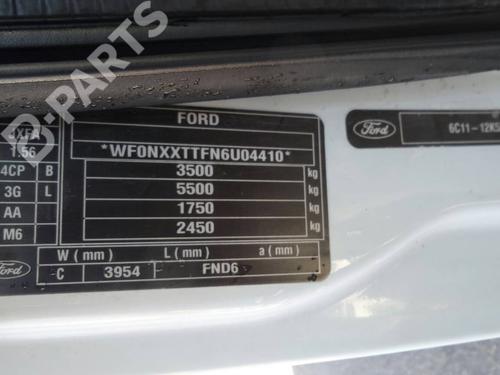 B-PARTS
FORD
*WF0NXXTTFN6U04410*
1.56
4CP B 3500 kg
3G L 5500 kg
AA 1750 kg
M6 2450 kg
W (mm) L (mm) a (mm)
Ford C 3954 FND6
Ford 6C11-12K5